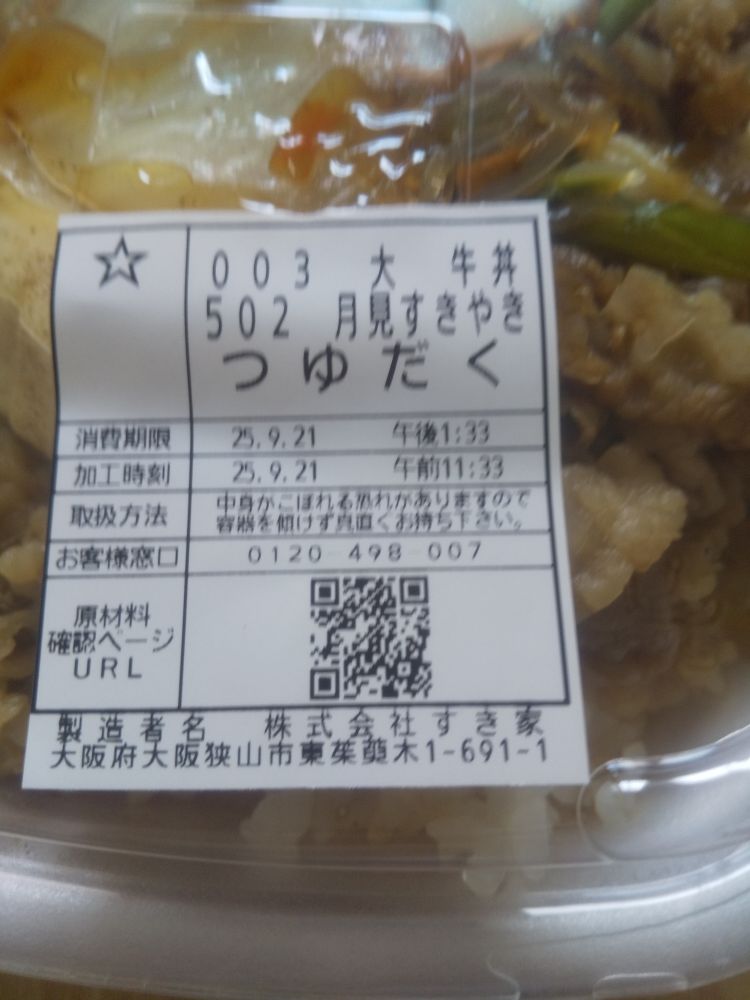 ☆
003 大 牛丼
502 月見すきやき
つゆだく
消費期限 25.9.21 午後1:33
加工時刻 25.9.21 午前11:33
取扱方法 中身がこぼれる恐れがありますので
容器を傾けず真直ぐお持ち下さい。
お客様窓口 0120-498-007
原材料
確認ページ
URL
製造者名 株式会社すき家
大阪府大阪狭山市東茱萸木1-691-1